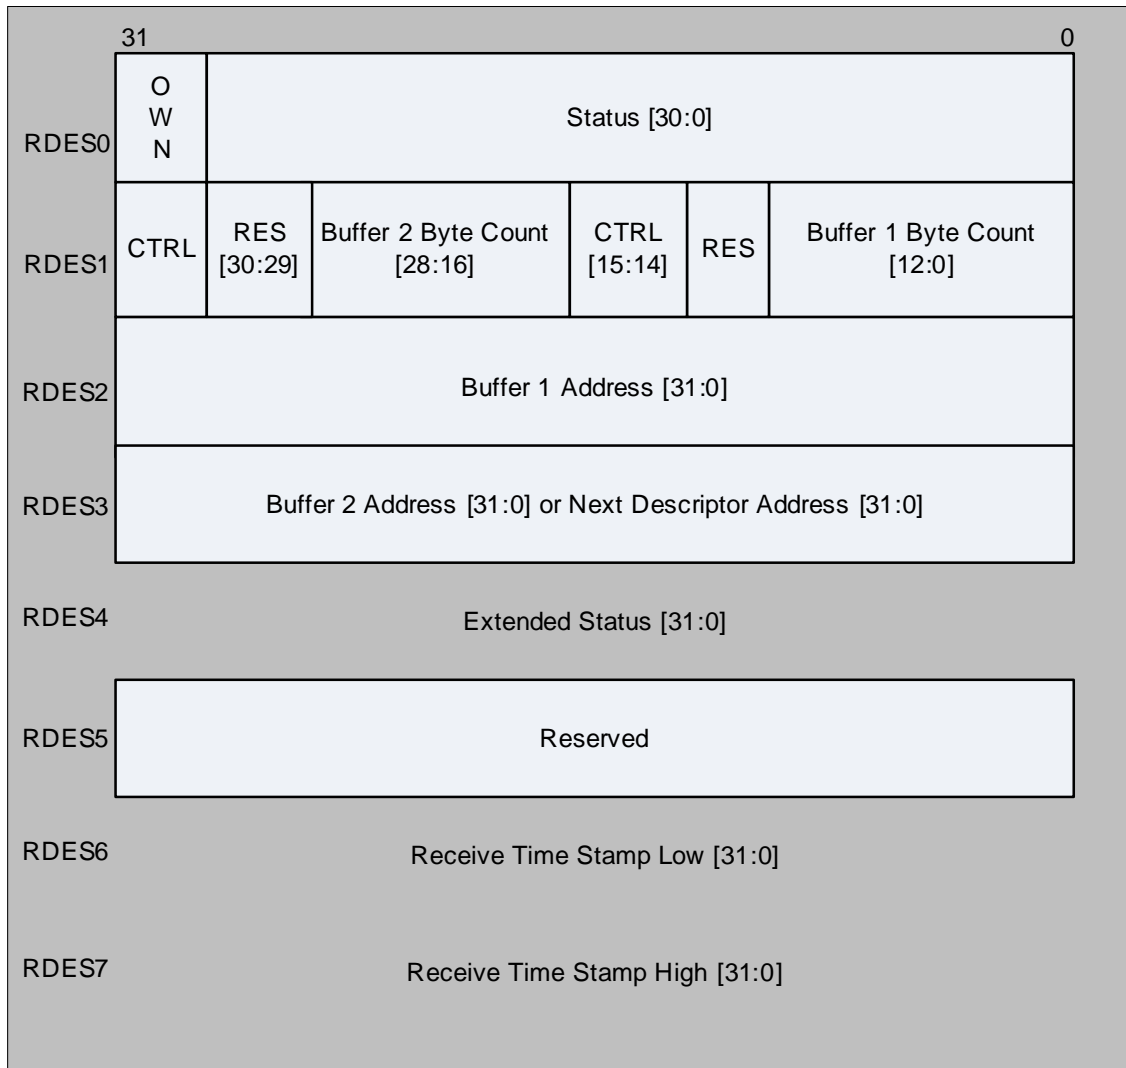 31 0
O
W
N
Status [30:0]
RDES0
CTRL
RES
[30:29]
Buffer 2 Byte Count
[28:16]
CTRL
[15:14]
RES
Buffer 1 Byte Count
[12:0]
RDES1
RDES2
Buffer 1 Address [31:0]
RDES3
Buffer 2 Address [31:0] or Next Descriptor Address [31:0]
RDES4
Extended Status [31:0]
RDES5
Reserved
RDES6
Receive Time Stamp Low [31:0]
RDES7
Receive Time Stamp High [31:0]